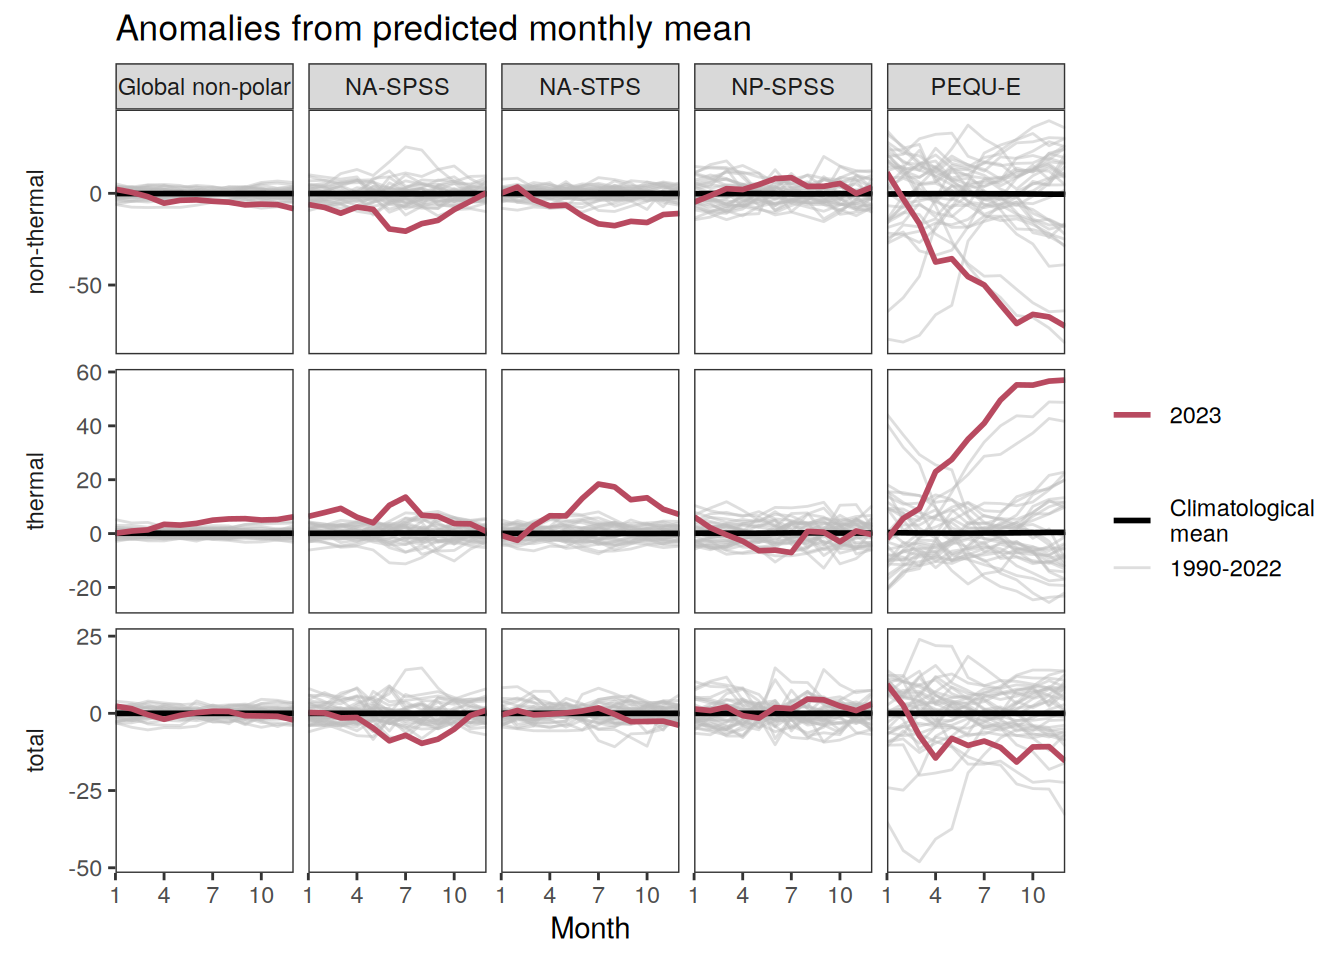 Anomalies from predicted monthly mean
Global non-polar NA-SPSS NA-STPS NP-SPSS PEQU-E
non-thermal
0
-50
thermal
60
40
20
0
-20
total
25
0
-25
-50
1 4 7 10 1 4 7 10 1 4 7 10 1 4 7 10 1 4 7 10
Month
2023
Climatological
mean
1990-2022